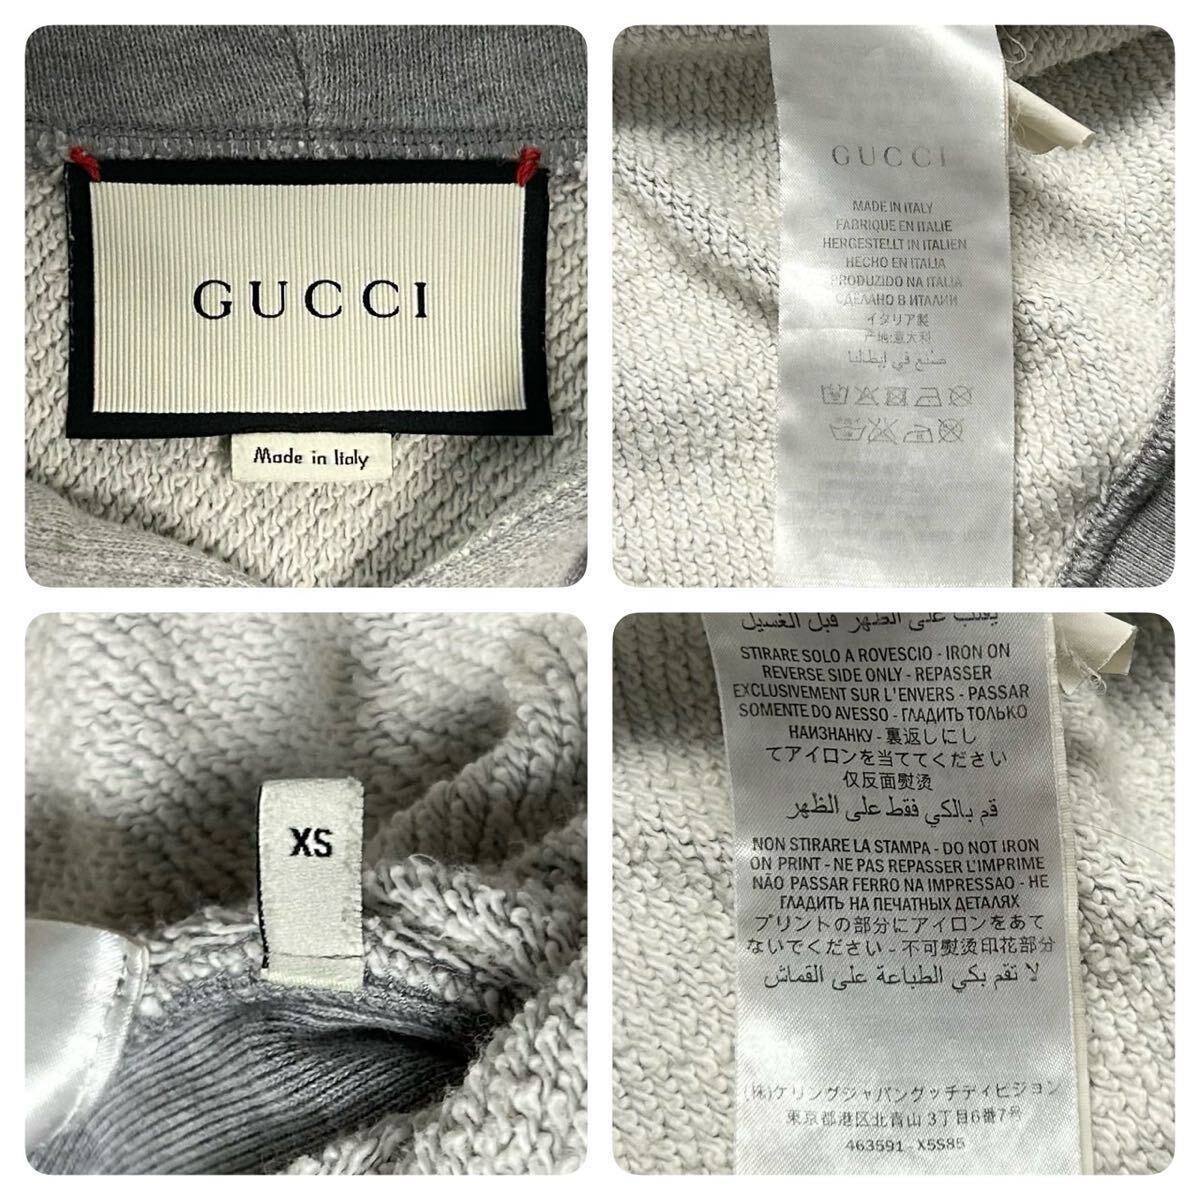 GUCCI
Made in Italy
GUCCI
MADE IN ITALY
FABRIQUE EN ITALIE
HERGESTELLT IN ITALIEN
HECHO EN ITALIA
PRODUZIDO NA ITALIA
СДЕЛАНО В ИТАЛИИ
イタリア製
产地:意大利
صنع في إيطاليا
XS
يقلب على الظهر قبل الغسيل
STIRARE SOLO A ROVESCIO - IRON ON
REVERSE SIDE ONLY - REPASSER
EXCLUSIVEMENT SUR L'ENVERS - PASSAR
SOMENTE DO AVESSO - ГЛАДИТЬ ТОЛЬКО
НАИЗНАНКУ - 裏返しにし
てアイロンを当ててください
仅反面熨烫
قم بالكي فقط على الظهر
NON STIRARE LA STAMPA - DO NOT IRON
ON PRINT - NE PAS REPASSER L'IMPRIME
NÃO PASSAR FERRO NA IMPRESSAO - НЕ
ГЛАДИТЬ НА ПЕЧАТНЫХ ДЕТАЛЯХ
プリントの部分にアイロンをあて
ないでください - 不可熨烫印花部分
لا تقم بكي الطباعة على القماش
(株)ケリングジャパングッチディビジョン
東京都港区北青山 3丁目6番7号
463591 - X5S85